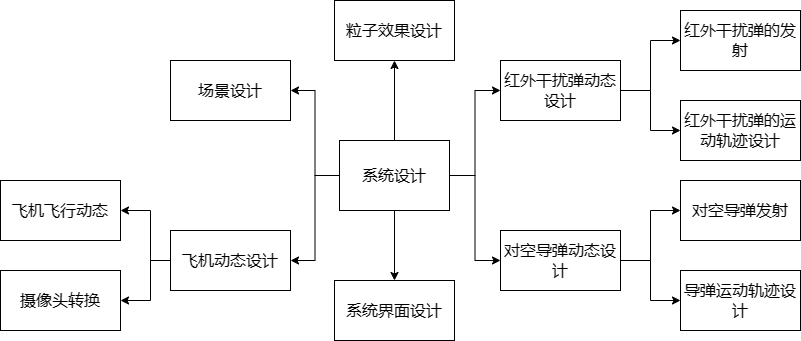 粒子效果设计
红外干扰弹的发
射
场景设计
红外干扰弹动态
设计
红外干扰弹的运
动轨迹设计
系统设计
飞机飞行动态
对空导弹发射
飞机动态设计
对空导弹动态设
计
摄像头转换
系统界面设计
导弹运动轨迹设
计